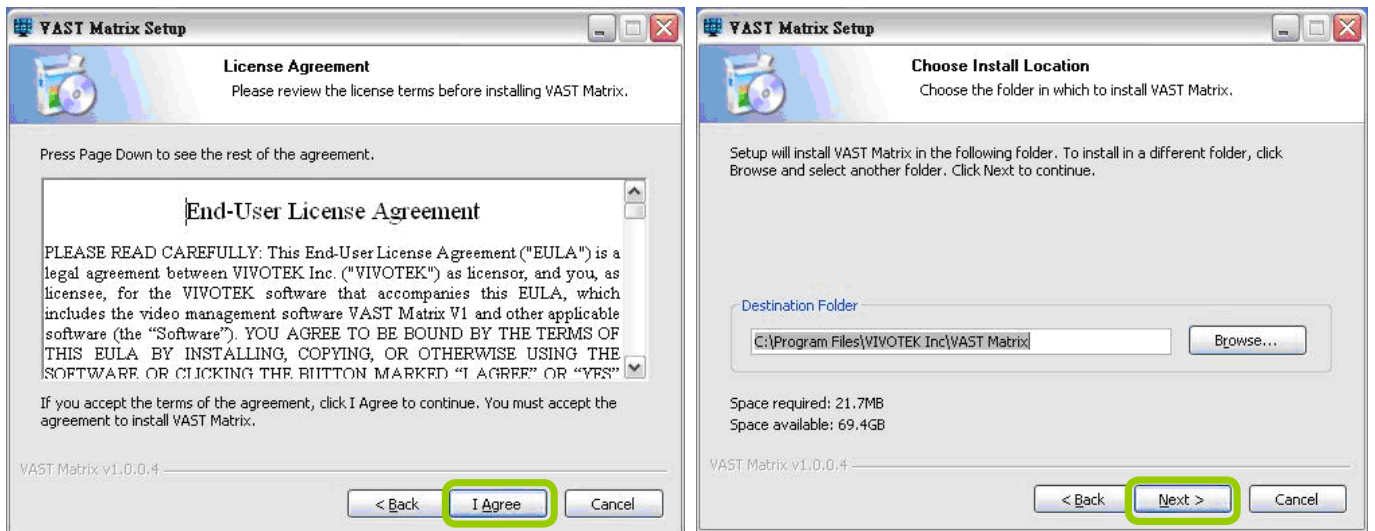 VAST Matrix Setup
License Agreement
Please review the license terms before installing VAST Matrix.
Press Page Down to see the rest of the agreement.
End-User License Agreement
PLEASE READ CAREFULLY: This End-User License Agreement ("EULA") is a
legal agreement between VIVOTEK Inc. ("VIVOTEK") as licensor, and you, as
licensee, for the VIVOTEK software that accompanies this EULA, which
includes the video management software VAST Matrix V1 and other applicable
software (the “Software”). YOU AGREE TO BE BOUND BY THE TERMS OF
THIS EULA BY INSTALLING, COPYING, OR OTHERWISE USING THE
SOFTWARE OR CLICKING THE BUTTON MARKED “I AGREE” OR “YES”
If you accept the terms of the agreement, click I Agree to continue. You must accept the
agreement to install VAST Matrix.
VAST Matrix v1.0.0.4
< Back
I Agree
Cancel
VAST Matrix Setup
Choose Install Location
Choose the folder in which to install VAST Matrix.
Setup will install VAST Matrix in the following folder. To install in a different folder, click
Browse and select another folder. Click Next to continue.
Destination Folder
C:\Program Files\VIVOTEK Inc\VAST Matrix
Browse...
Space required: 21.7MB
Space available: 69.4GB
VAST Matrix v1.0.0.4
< Back
Next >
Cancel